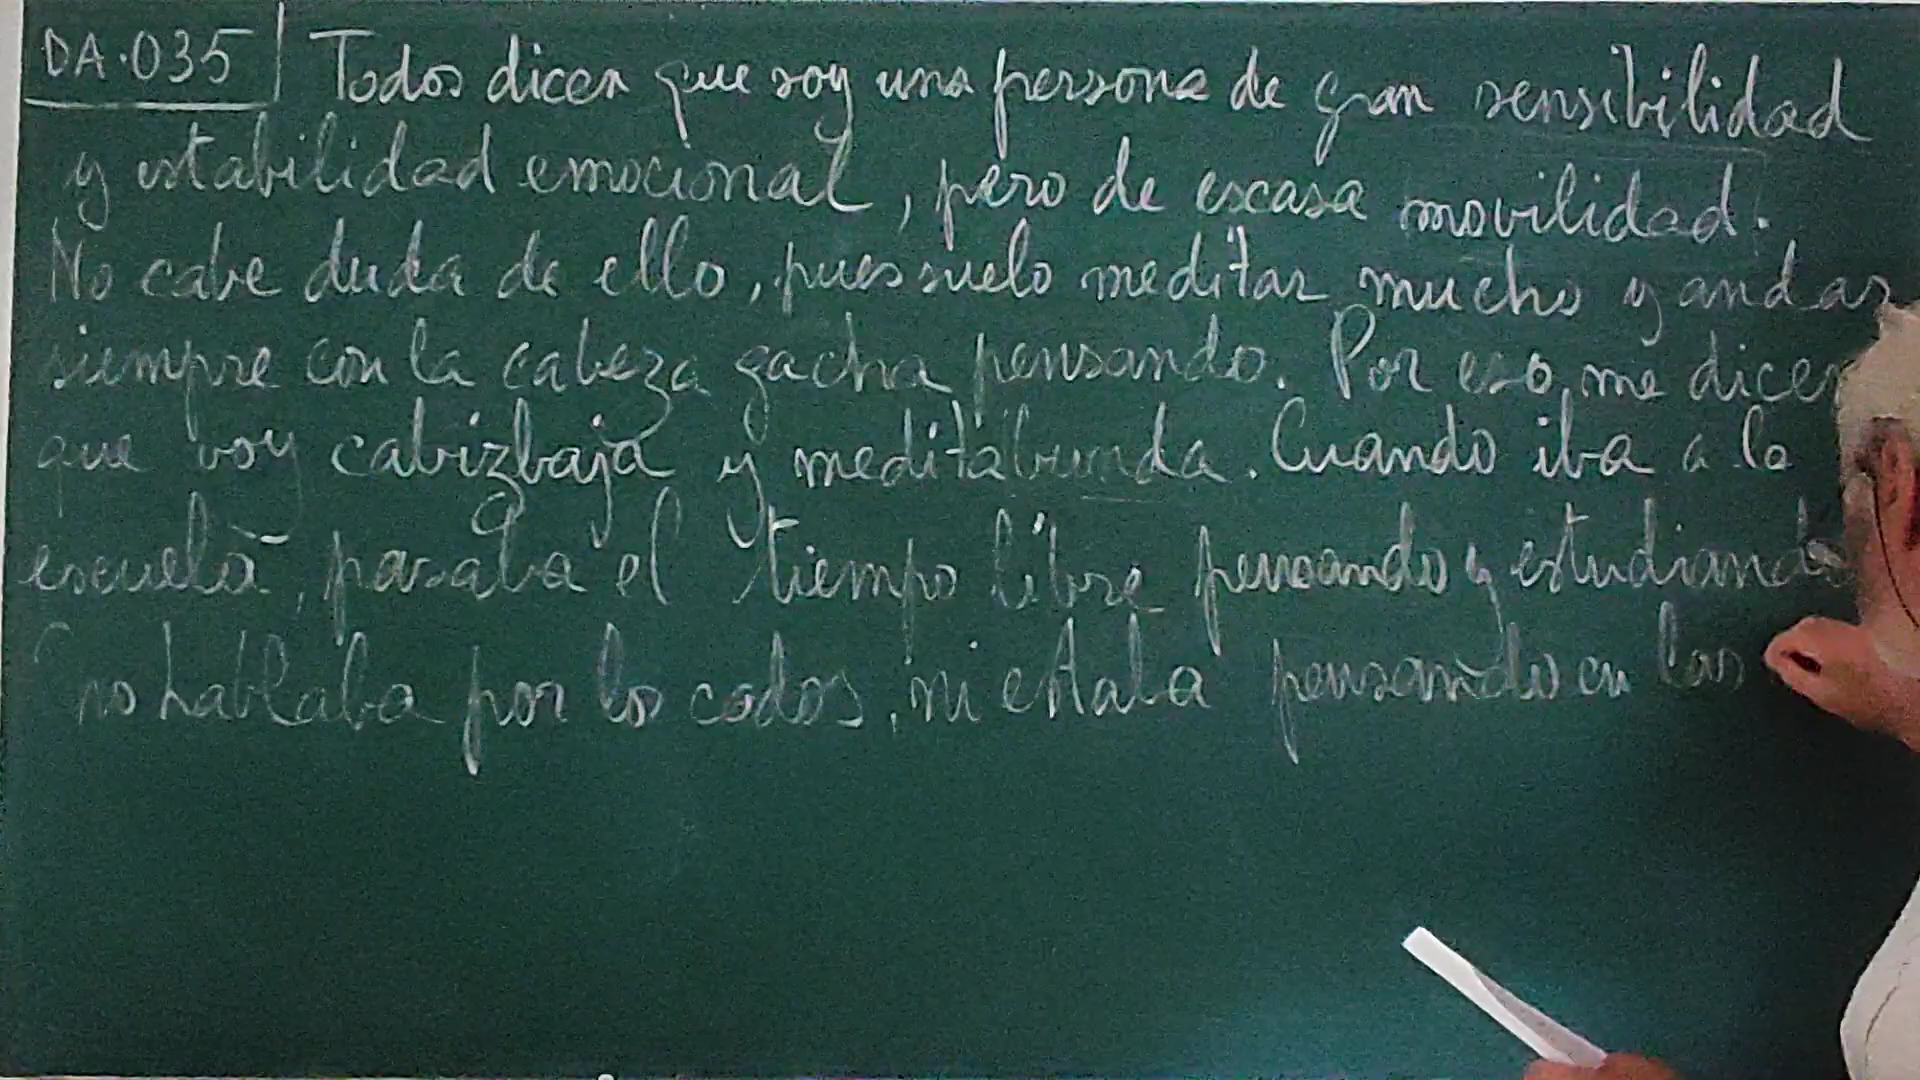 DA.035 Todos dicen que soy una persona de gran sensibilidad
y estabilidad emocional, pero de escasa movilidad.
No cabe duda de ello, pues suelo meditar mucho y andar
siempre con la cabeza gacha pensando. Por eso, me dicen
que voy cabizbaja y meditabunda. Cuando iba a la
escuela, pasaba el tiempo libre pensando y estudiando
no hablaba por los codos, ni estaba pensando en las